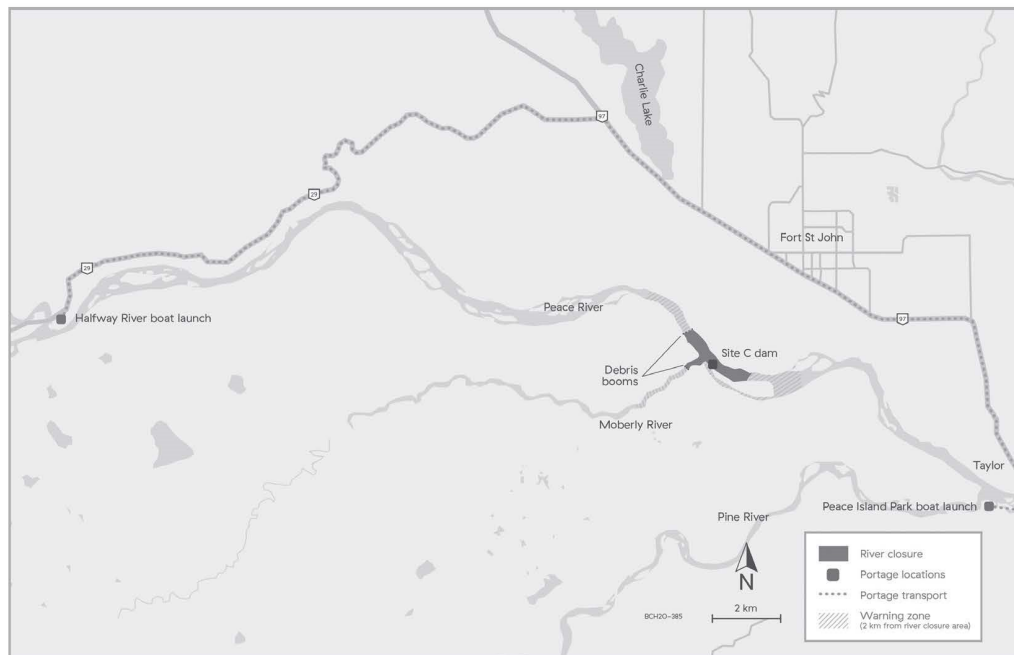 97
Charlie Lake
29
Fort St John
29
Halfway River boat launch
Peace River
97
Site C dam
Debris
booms
Moberly River
Taylor
Peace Island Park boat launch
Pine River
N
BCH20-385
2 km
River closure
Portage locations
Portage transport
Warning zone
(2 km from river closure area)